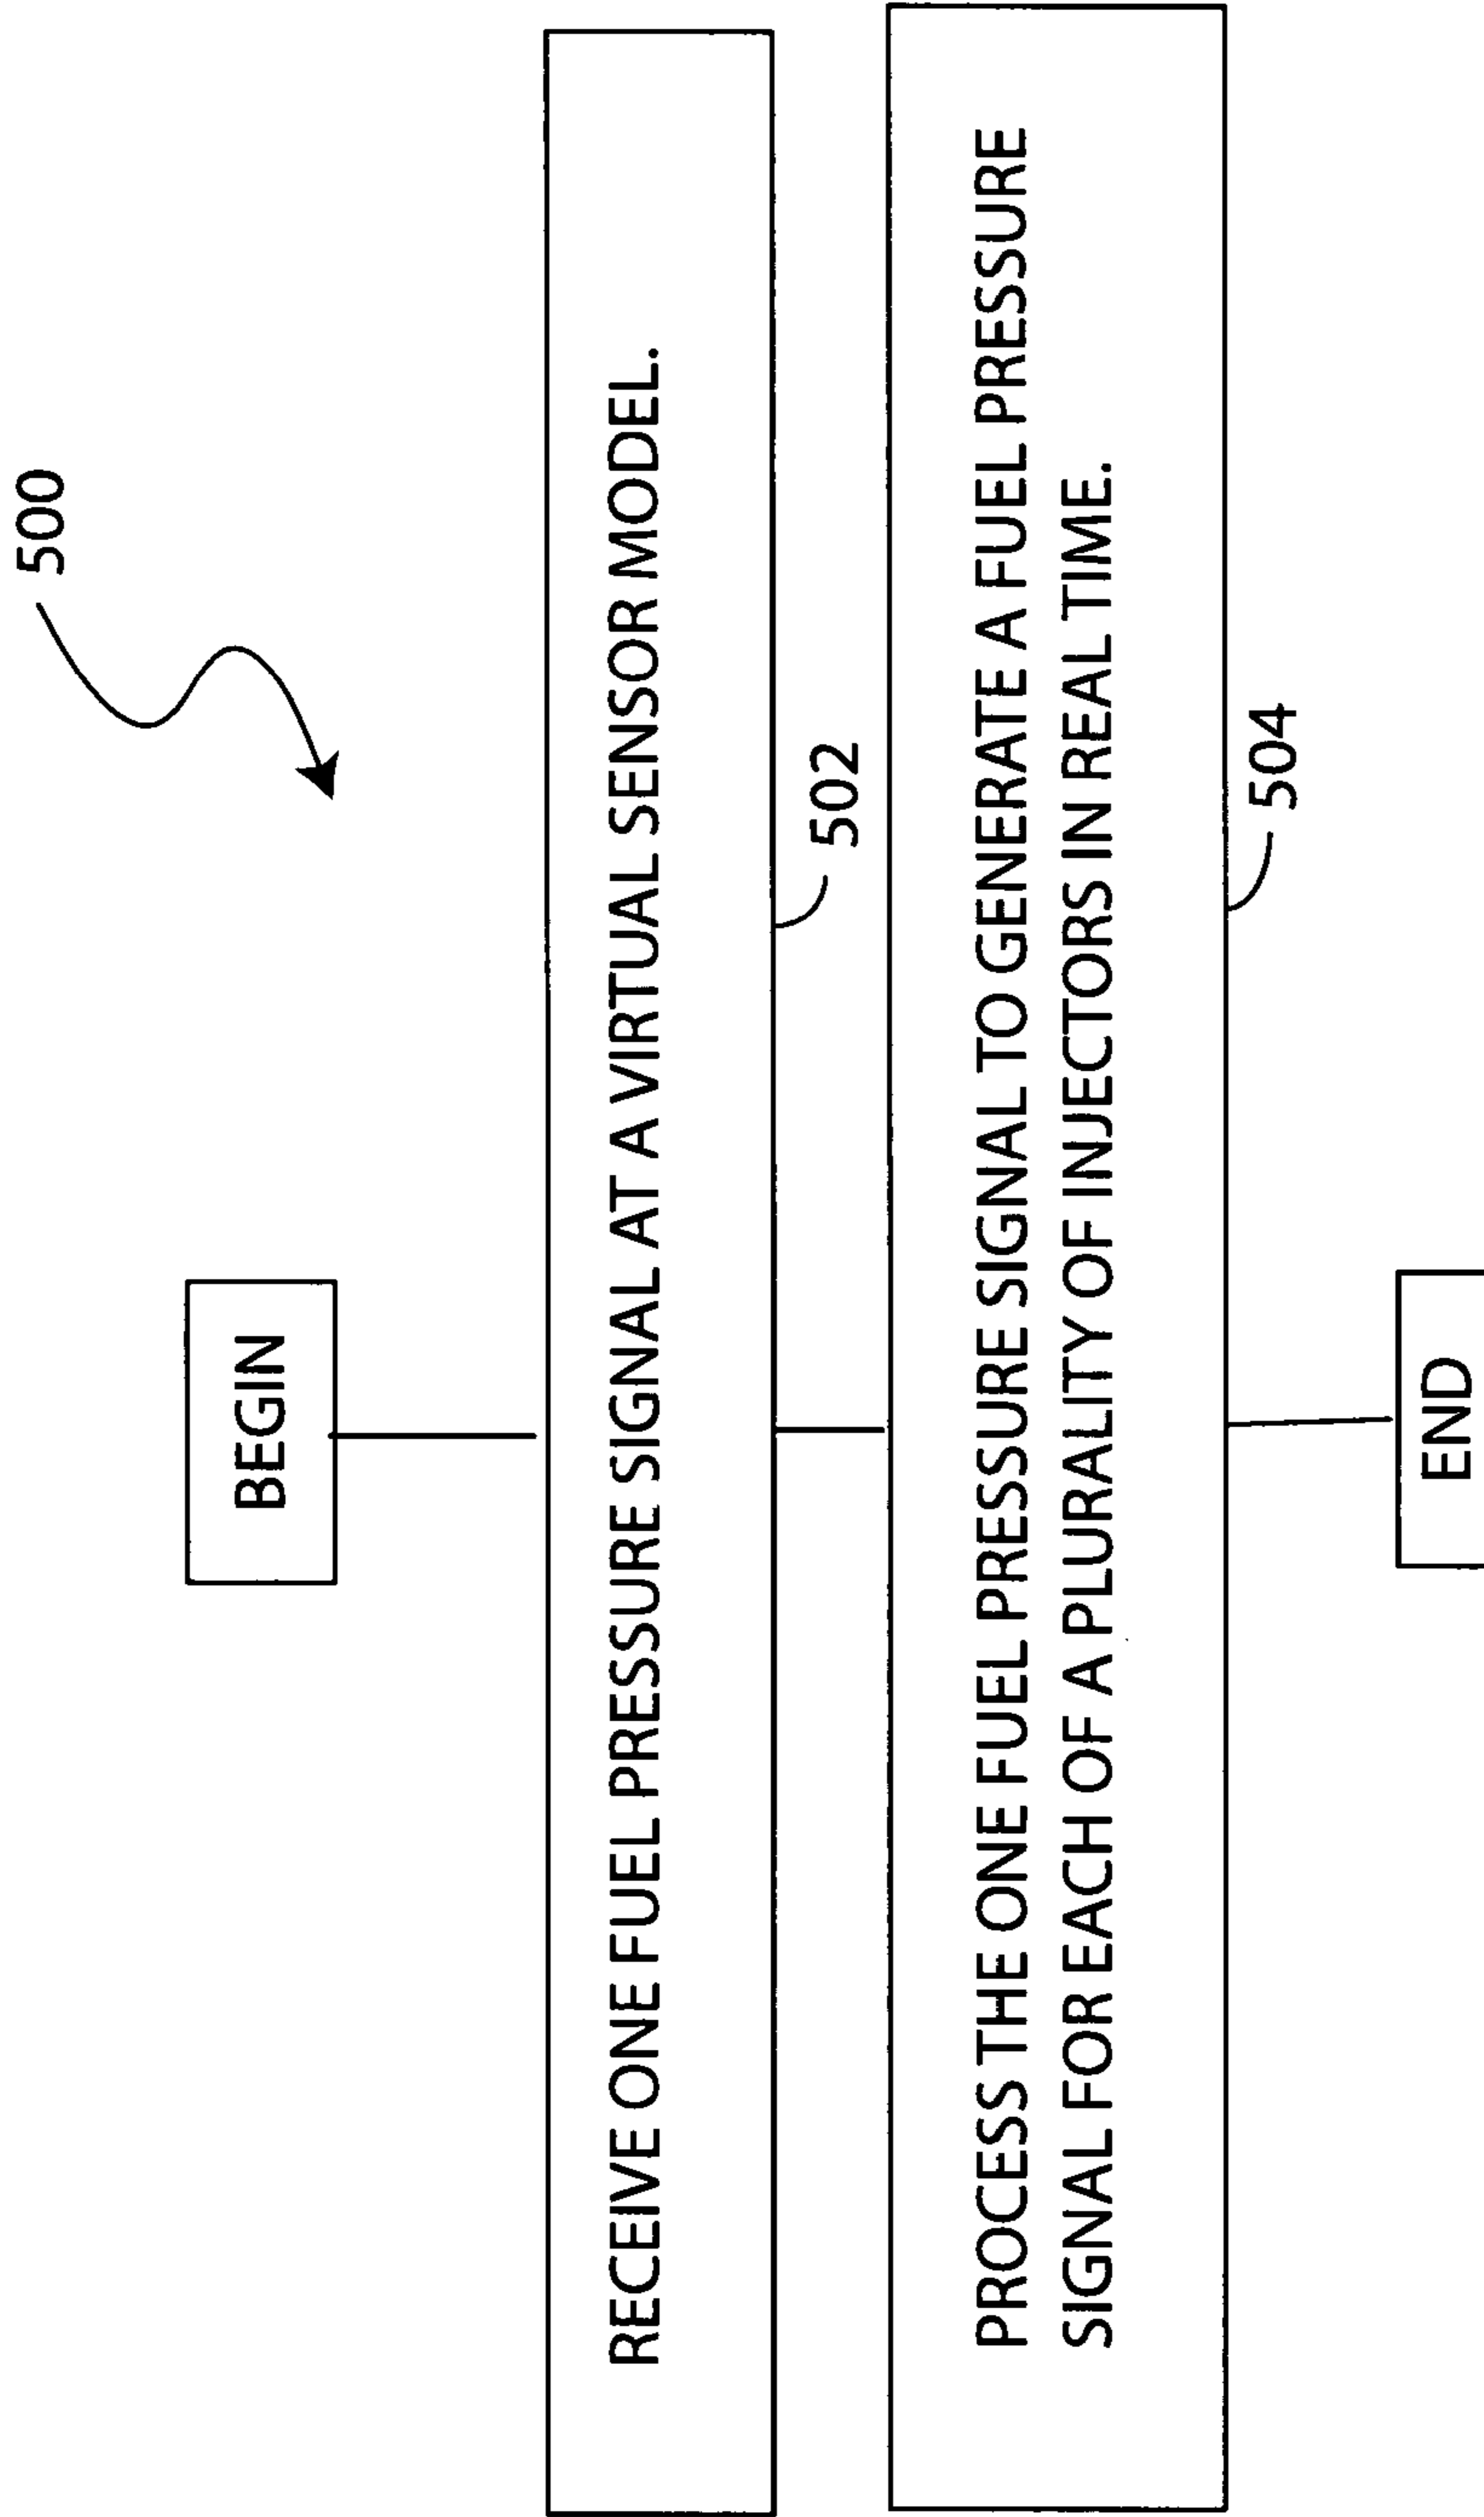 500
BEGIN
RECEIVE ONE FUEL PRESSURE SIGNAL AT A VIRTUAL SENSOR MODEL.
502
PROCESS THE ONE FUEL PRESSURE SIGNAL TO GENERATE A FUEL PRESSURE
SIGNAL FOR EACH OF A PLURALITY OF INJECTORS IN REAL TIME.
504
END